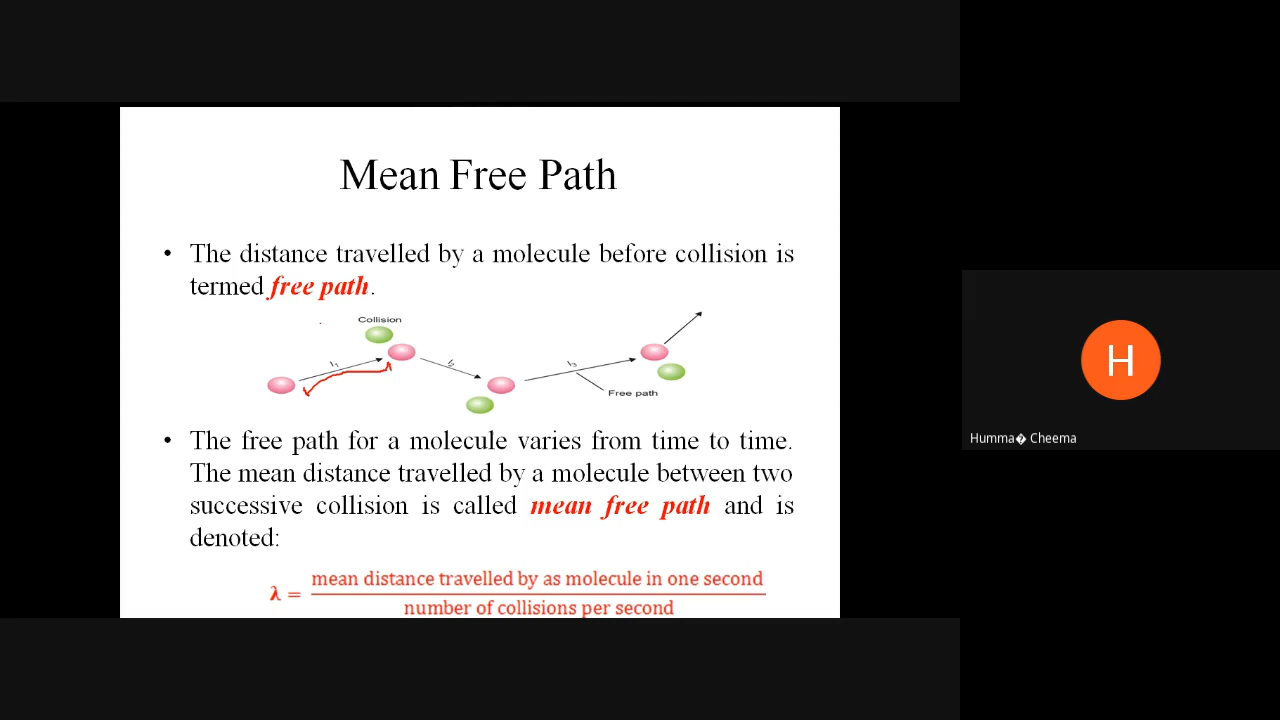 Mean Free Path
• The distance travelled by a molecule before collision is
termed free path.
Collision
l₁
l₂
l₃
Free path
• The free path for a molecule varies from time to time.
The mean distance travelled by a molecule between two
successive collision is called mean free path and is
denoted:
λ = mean distance travelled by as molecule in one second
number of collisions per second
H
Humma� Cheema